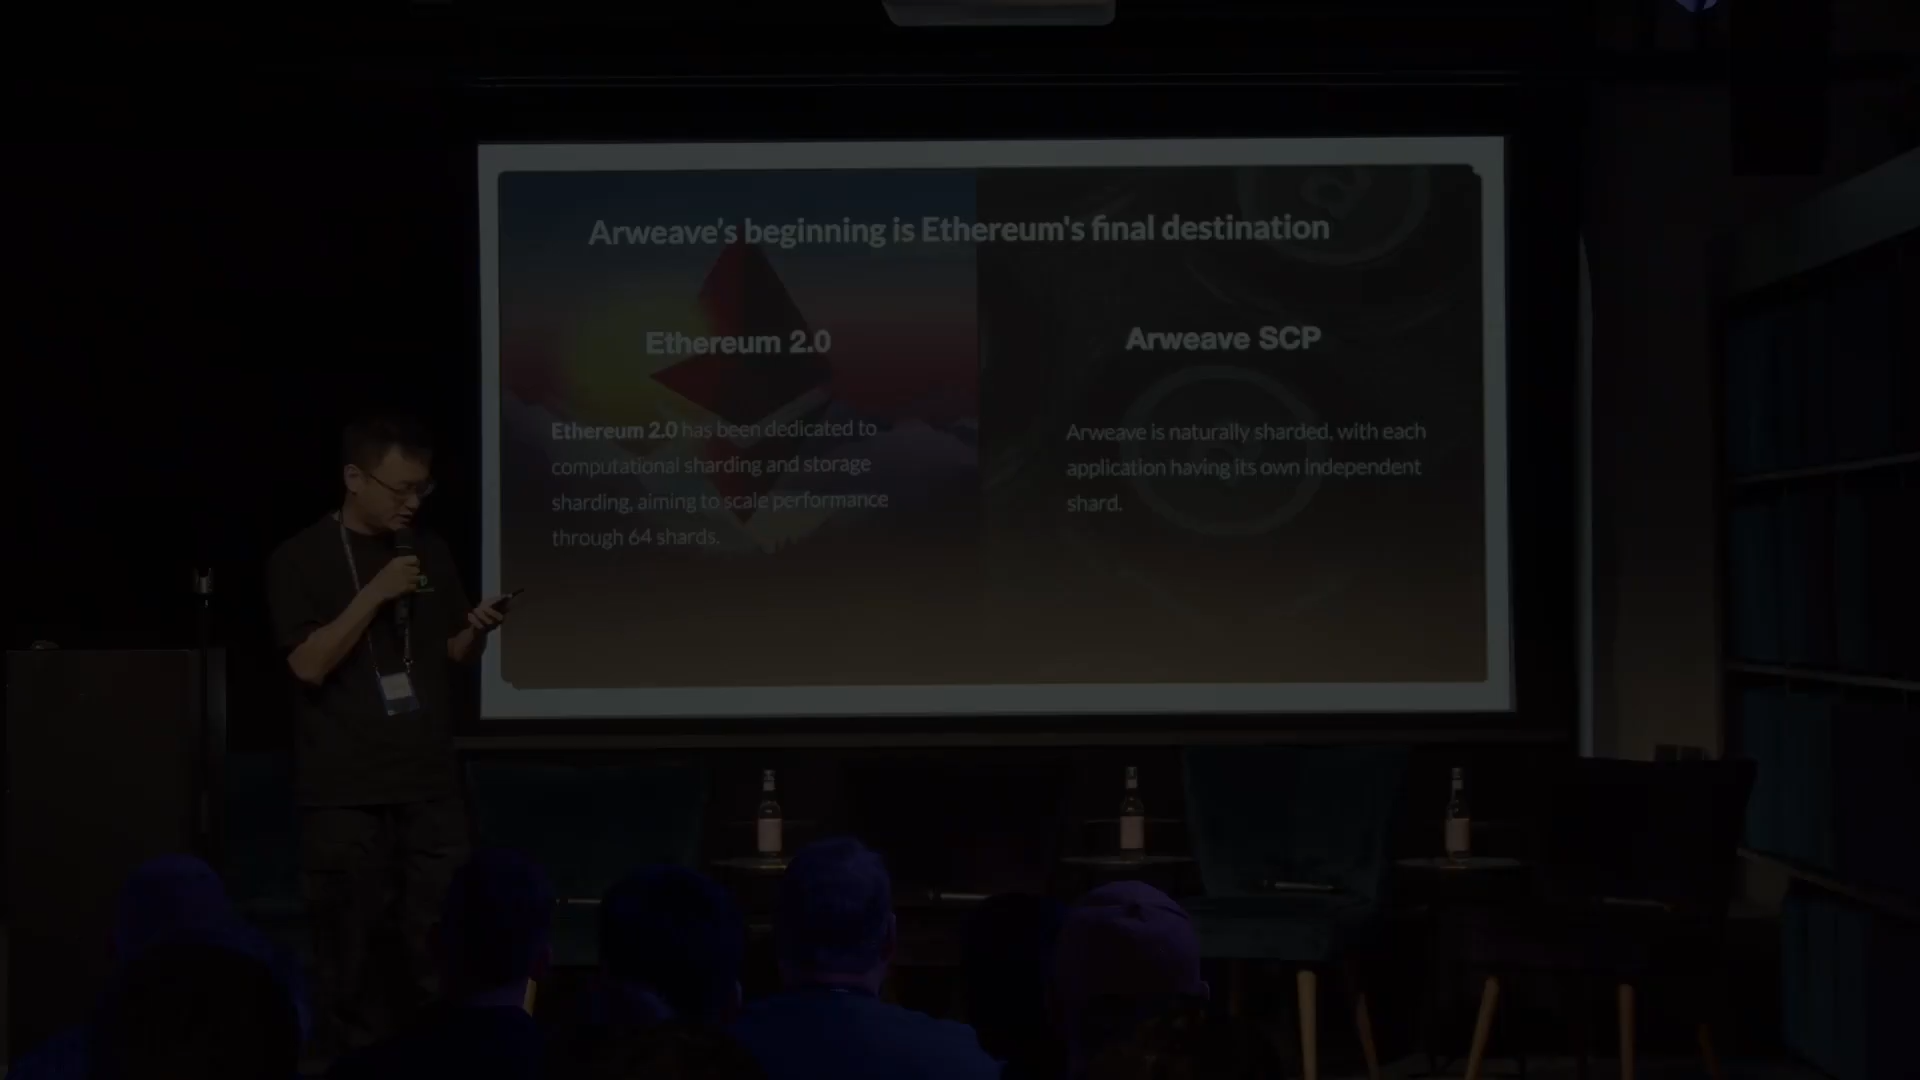 Arweave's beginning is Ethereum's final destination
Ethereum 2.0
Ethereum 2.0 has been dedicated to
computational sharding and storage
sharding, aiming to scale performance
through 64 shards.
Arweave SCP
Arweave is naturally sharded, with each
application having its own independent
shard.